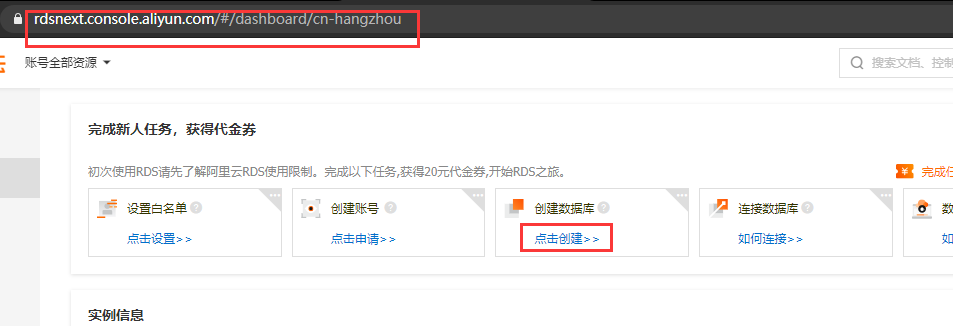 rdsnext.console.aliyun.com/#/dashboard/cn-hangzhou
账号全部资源
搜索文档、控制
完成新人任务，获得代金券
初次使用RDS请先了解阿里云RDS使用限制。完成以下任务,获得20元代金券,开始RDS之旅。
完成任
设置白名单
创建账号
创建数据库
连接数据库
数
点击设置>>
点击申请>>
点击创建>>
如何连接>>
如
实例信息